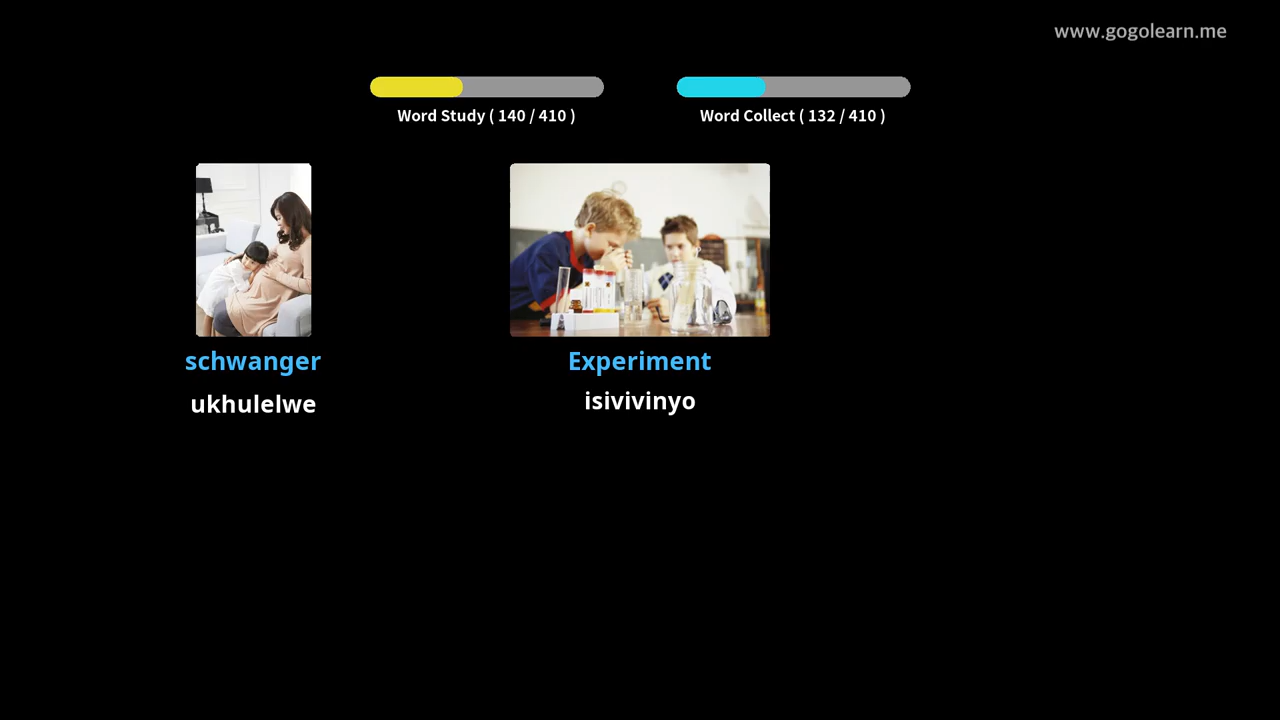 www.gogolearn.me
Word Study ( 140 / 410 )
Word Collect ( 132 / 410 )
schwanger
ukhulelwe
Experiment
isivivinyo